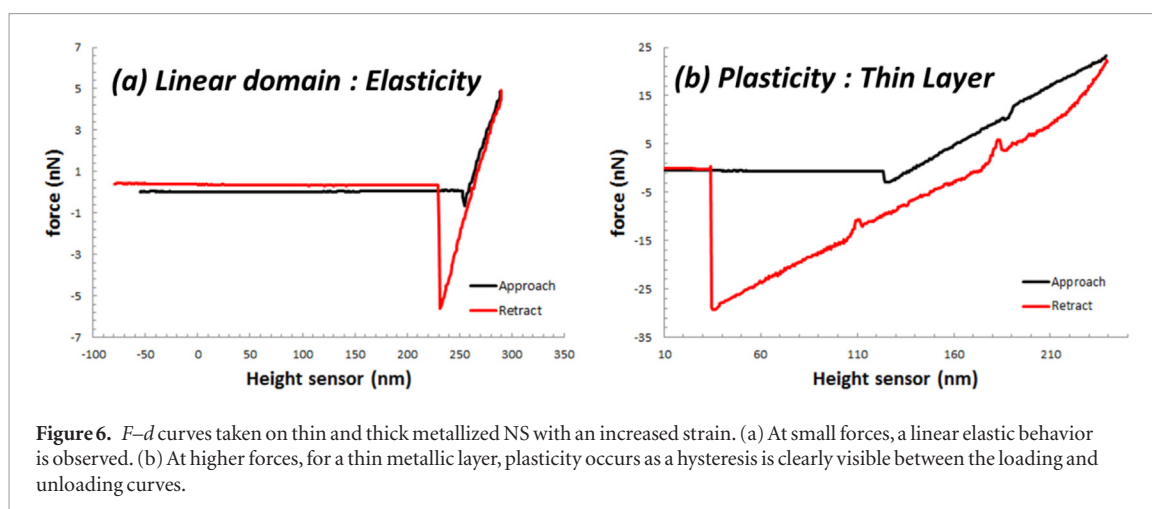 (a) Linear domain : Elasticity
7
5
3
1
-1
-3
-5
-7
force (nN)
-100 -50 0 50 100 150 200 250 300 350
Height sensor (nm)
Approach
Retract
(b) Plasticity : Thin Layer
25
15
5
-5
-15
-25
-35
force (nN)
10 60 110 160 210
Height sensor (nm)
Approach
Retract
Figure 6. F–d curves taken on thin and thick metallized NS with an increased strain. (a) At small forces, a linear elastic behavior
is observed. (b) At higher forces, for a thin metallic layer, plasticity occurs as a hysteresis is clearly visible between the loading and
unloading curves.